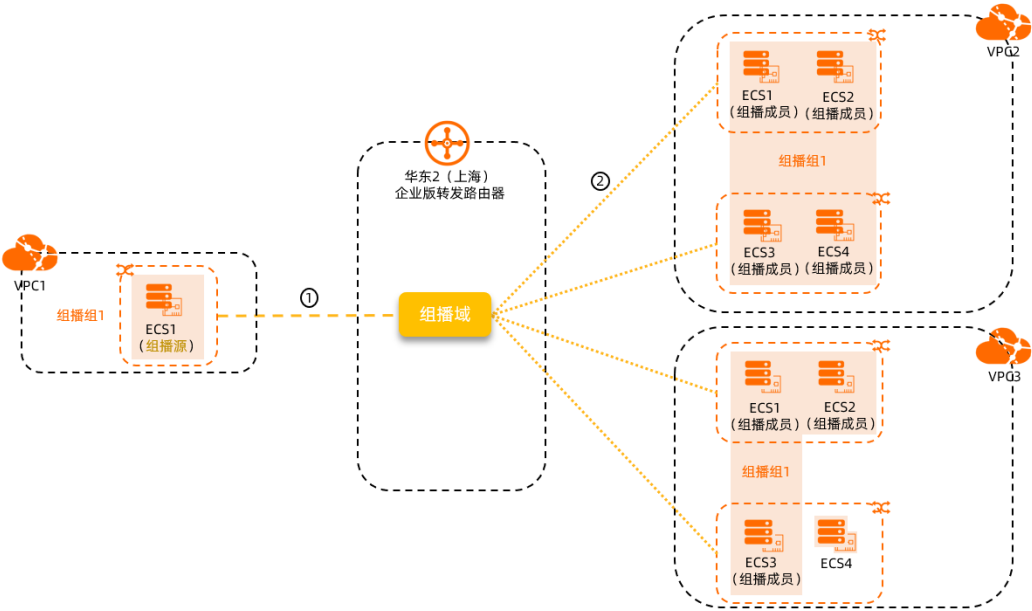 VPC1
组播组1
ECS1
（组播源）
①
华东2（上海）
企业版转发路由器
组播域
②
VPC2
ECS1
（组播成员）
ECS2
（组播成员）
组播组1
ECS3
（组播成员）
ECS4
（组播成员）
VPC3
ECS1
（组播成员）
ECS2
（组播成员）
组播组1
ECS3
（组播成员）
ECS4